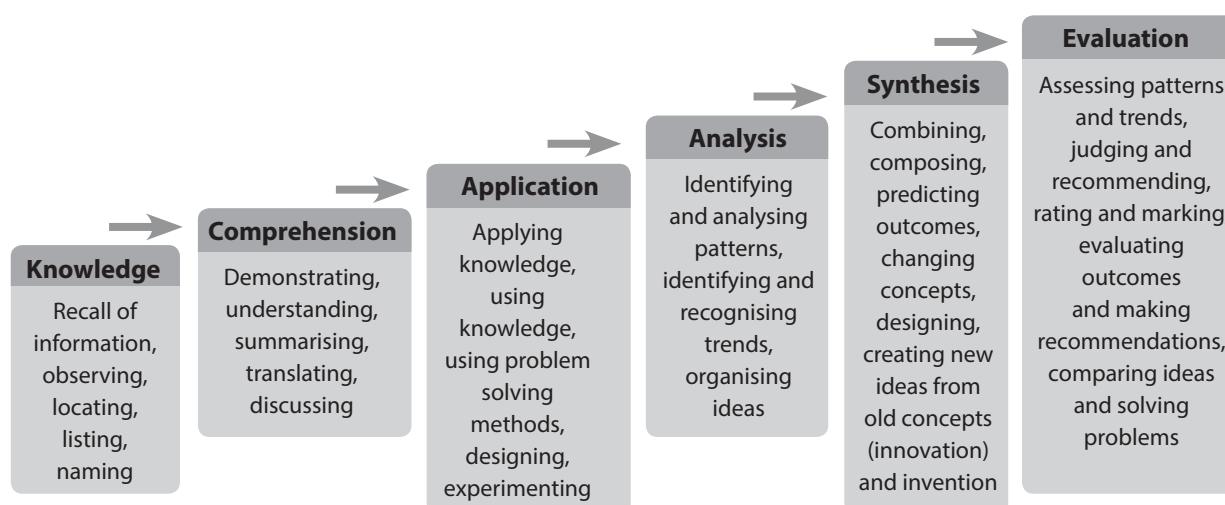 Knowledge
Recall of
information,
observing,
locating,
listing,
naming
Comprehension
Demonstrating,
understanding,
summarising,
translating,
discussing
Application
Applying
knowledge,
using
knowledge,
using problem
solving
methods,
designing,
experimenting
Analysis
Identifying
and analysing
patterns,
identifying and
recognising
trends,
organising
ideas
Synthesis
Combining,
composing,
predicting
outcomes,
changing
concepts,
designing,
creating new
ideas from
old concepts
(innovation)
and invention
Evaluation
Assessing patterns
and trends,
judging and
recommending,
rating and marking
evaluating
outcomes
and making
recommendations,
comparing ideas
and solving
problems